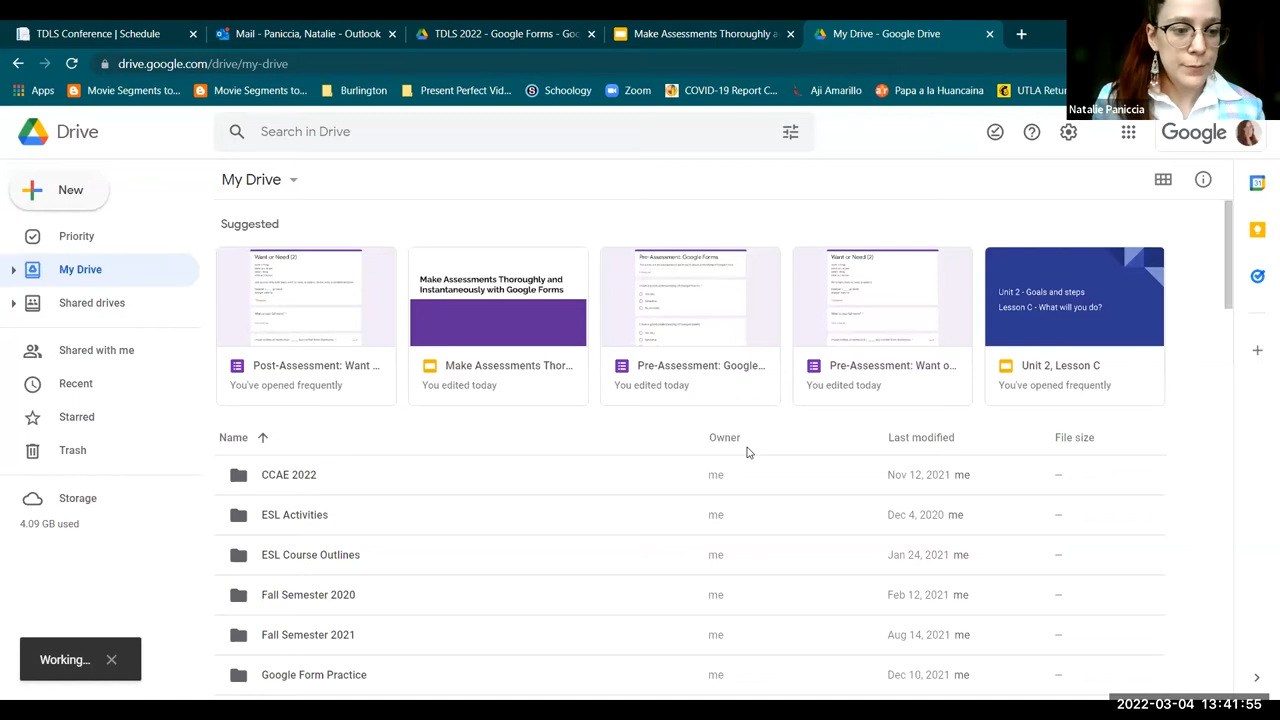 TDLS Conference | Schedule
Mail - Paniccia, Natalie - Outlook
TDLS 2022 - Google Forms - Goo
Make Assessments Thoroughly a
My Drive - Google Drive
drive.google.com/drive/my-drive
Apps
Movie Segments to...
Movie Segments to...
Burlington
Present Perfect Vid...
Schoology
Zoom
COVID-19 Report C...
Aji Amarillo
Papa a la Huancaina
UTLA Retu
Natalie Paniccia
Drive
Search in Drive
Google
New
My Drive
Priority
My Drive
Shared drives
Shared with me
Recent
Starred
Trash
Storage
4.09 GB used
Suggested
Want or Need (2)
Make Assessments Thoroughly and
Instantaneously with Google Forms
Pre-Assessment: Google Forms
Want or Need (2)
Unit 2 - Goals and steps
Lesson C - What will you do?
31
Post-Assessment: Want ...
You've opened frequently
Make Assessments Thor...
You edited today
Pre-Assessment: Google...
You edited today
Pre-Assessment: Want o...
You edited today
Unit 2, Lesson C
You've opened frequently
Name Owner Last modified File size
CCAE 2022 me Nov 12, 2021 me –
ESL Activities me Dec 4, 2020 me –
ESL Course Outlines me Jan 24, 2021 me –
Fall Semester 2020 me Feb 12, 2021 me –
Fall Semester 2021 me Aug 14, 2021 me –
Google Form Practice me Dec 10, 2021 me –
Working...
2022-03-04 13:41:55